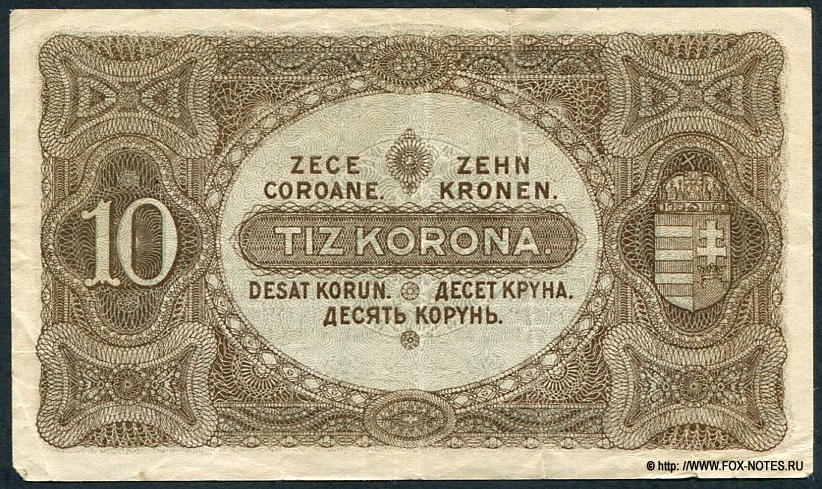 ZECE COROANE.
ZEHN KRONEN.
10
TIZ KORONA.
DESAT KORUN. ДЕСЕТ КРУНА.
ДЕСЯТЬ КОРУНЬ.
© http: //WWW.FOX-NOTES.RU